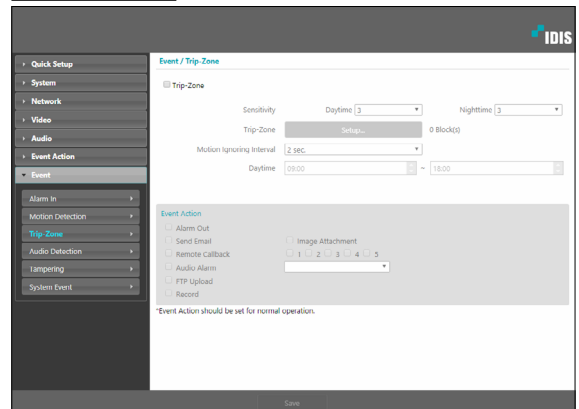 IDIS
Quick Setup
System
Network
Video
Audio
Event Action
Event
Alarm In
Motion Detection
Trip-Zone
Audio Detection
Tampering
System Event
Event / Trip-Zone
Trip-Zone
Sensitivity Daytime 3 Nighttime 3
Trip-Zone Setup... 0 Block(s)
Motion Ignoring Interval 2 sec.
Daytime 09:00 ~ 18:00
Event Action
Alarm Out
Send Email Image Attachment
Remote Callback 1 2 3 4 5
Audio Alarm
FTP Upload
Record
*Event Action should be set for normal operation.
Save